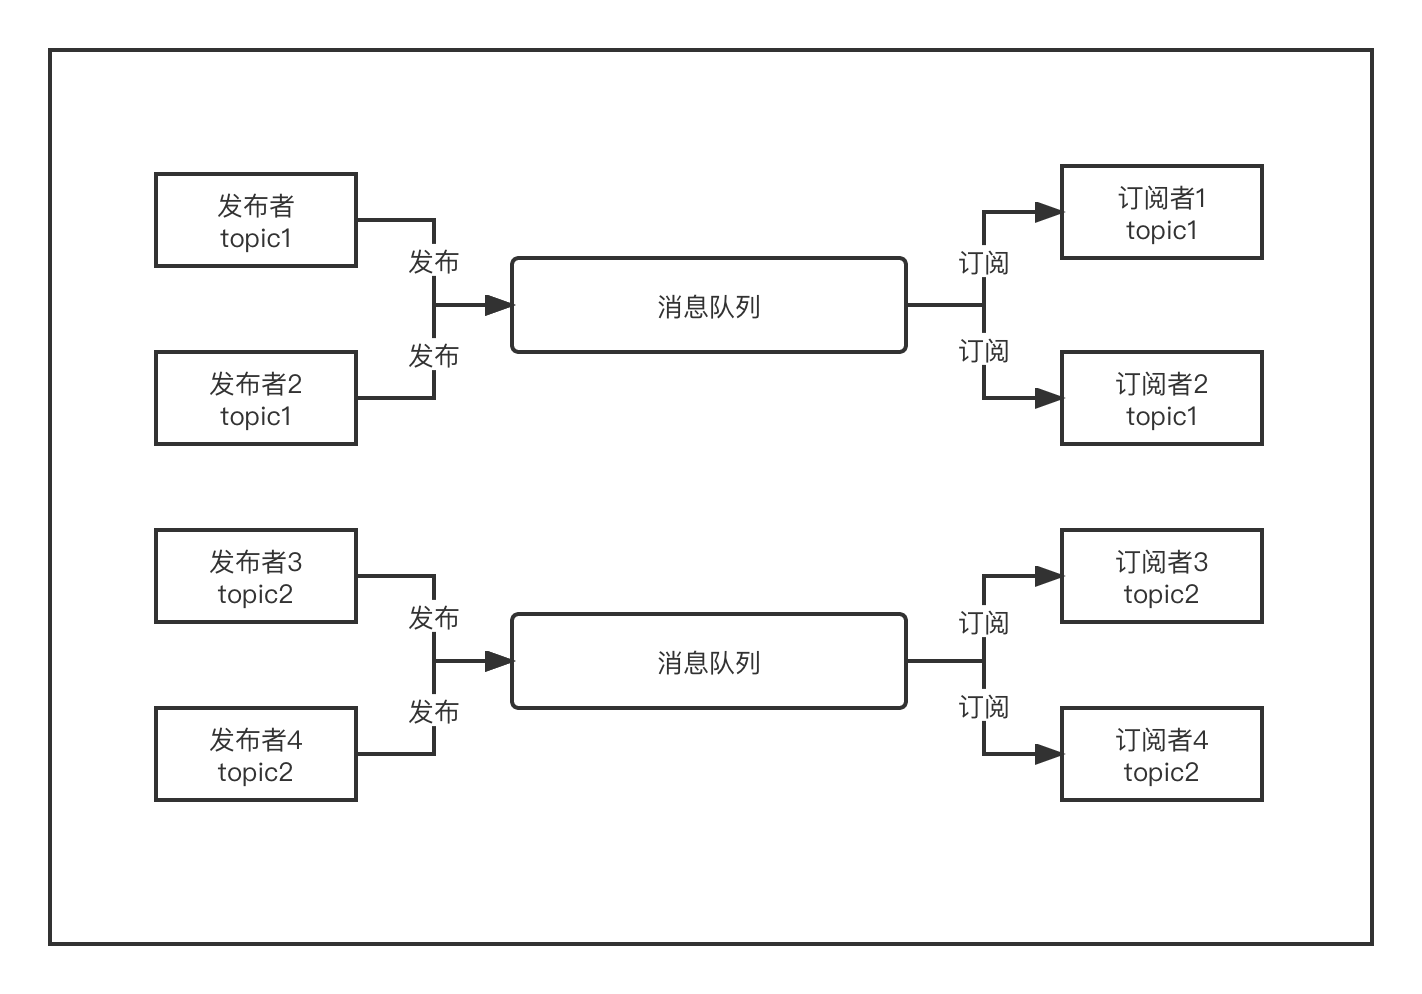 发布者
topic1
发布
消息队列
发布
发布者2
topic1
订阅者1
topic1
订阅
订阅
订阅者2
topic1
发布者3
topic2
发布
消息队列
发布
发布者4
topic2
订阅者3
topic2
订阅
订阅
订阅者4
topic2